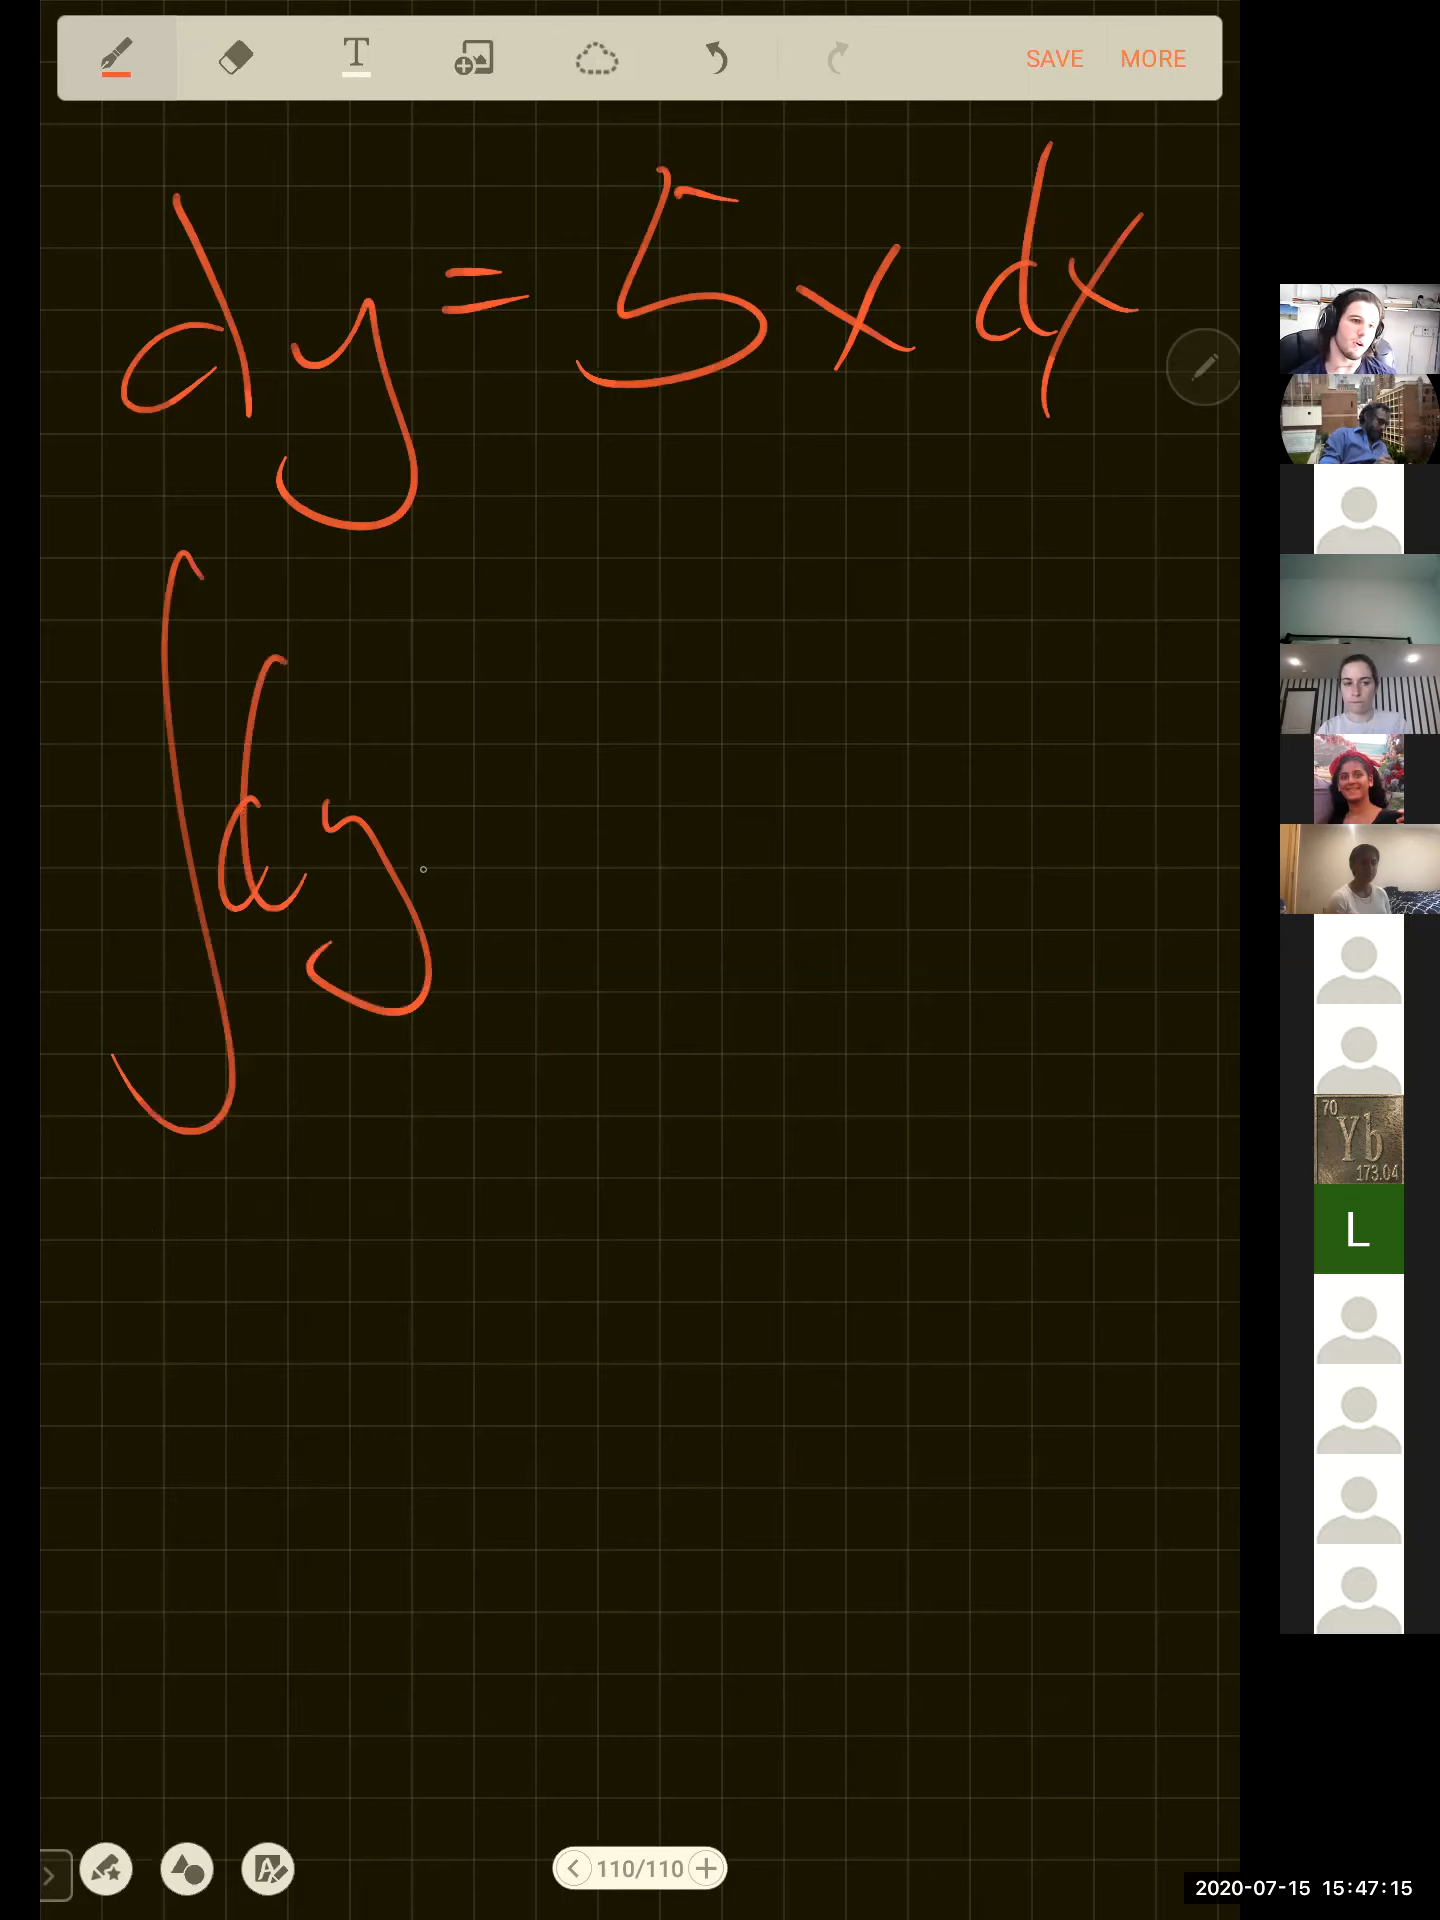 T
SAVE MORE
dy = 5x dx
∫dy
70
Yb
173.04
L
110/110
2020-07-15 15:47:15